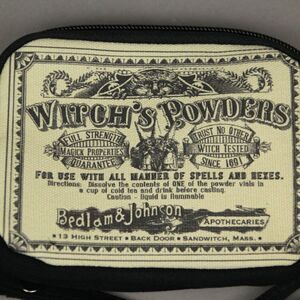 WITCH'S POWDERS
FULL STRENGTH
MAGICK PROPERTIES
GUARANTEE
TRUST NO OTHER
WITCH TESTED
SINCE 1691
FOR USE WITH ALL MANNER OF SPELLS AND HEXES.
Directions: Dissolve the contents of ONE of the powder vials in
a cup of cold tea and drink before casting.
Caution - liquid is flammable
Bedlam & Johnson
APOTHECARIES
13 HIGH STREET • BACK DOOR • SANDWITCH, MASS.